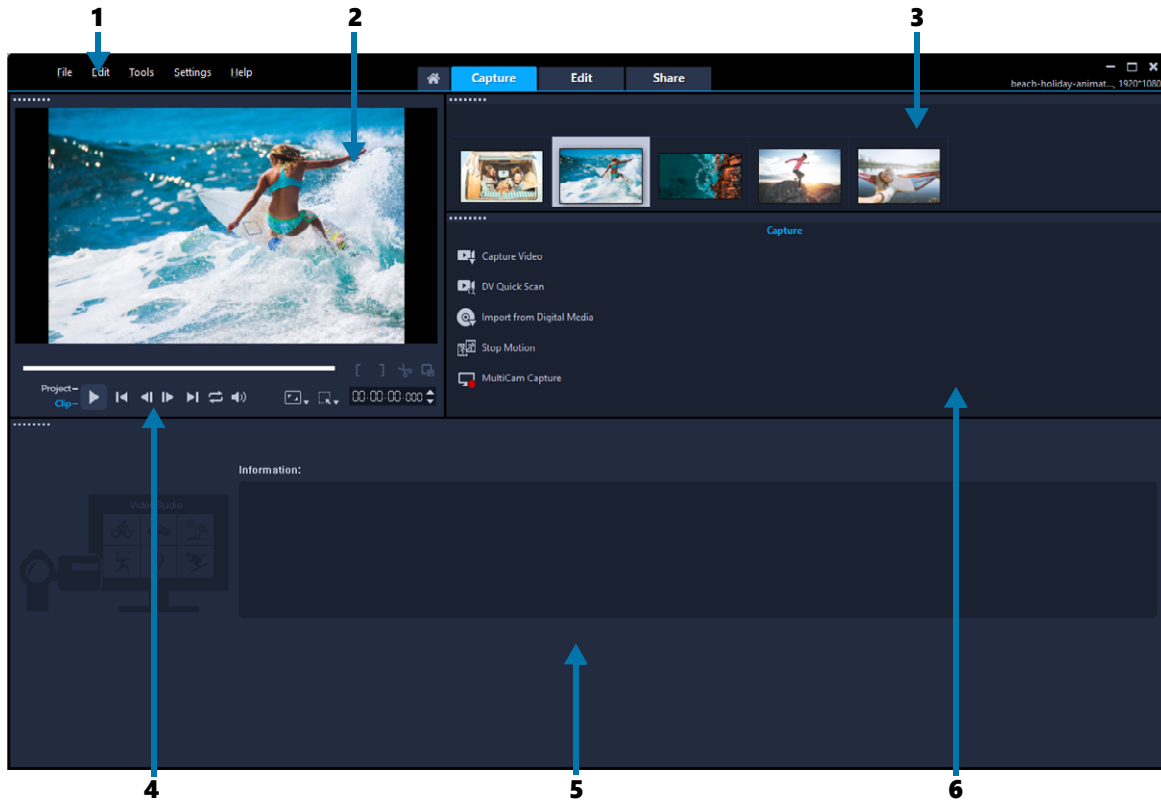 1 2 3
File Edit Tools Settings Help
Capture Edit Share
beach-holiday-animat..., 1920*1080
Capture
Capture Video
DV Quick Scan
Import from Digital Media
Stop Motion
MultiCam Capture
Project
Clip
00:00:00:000
Information:
VideoStudio
4 5 6